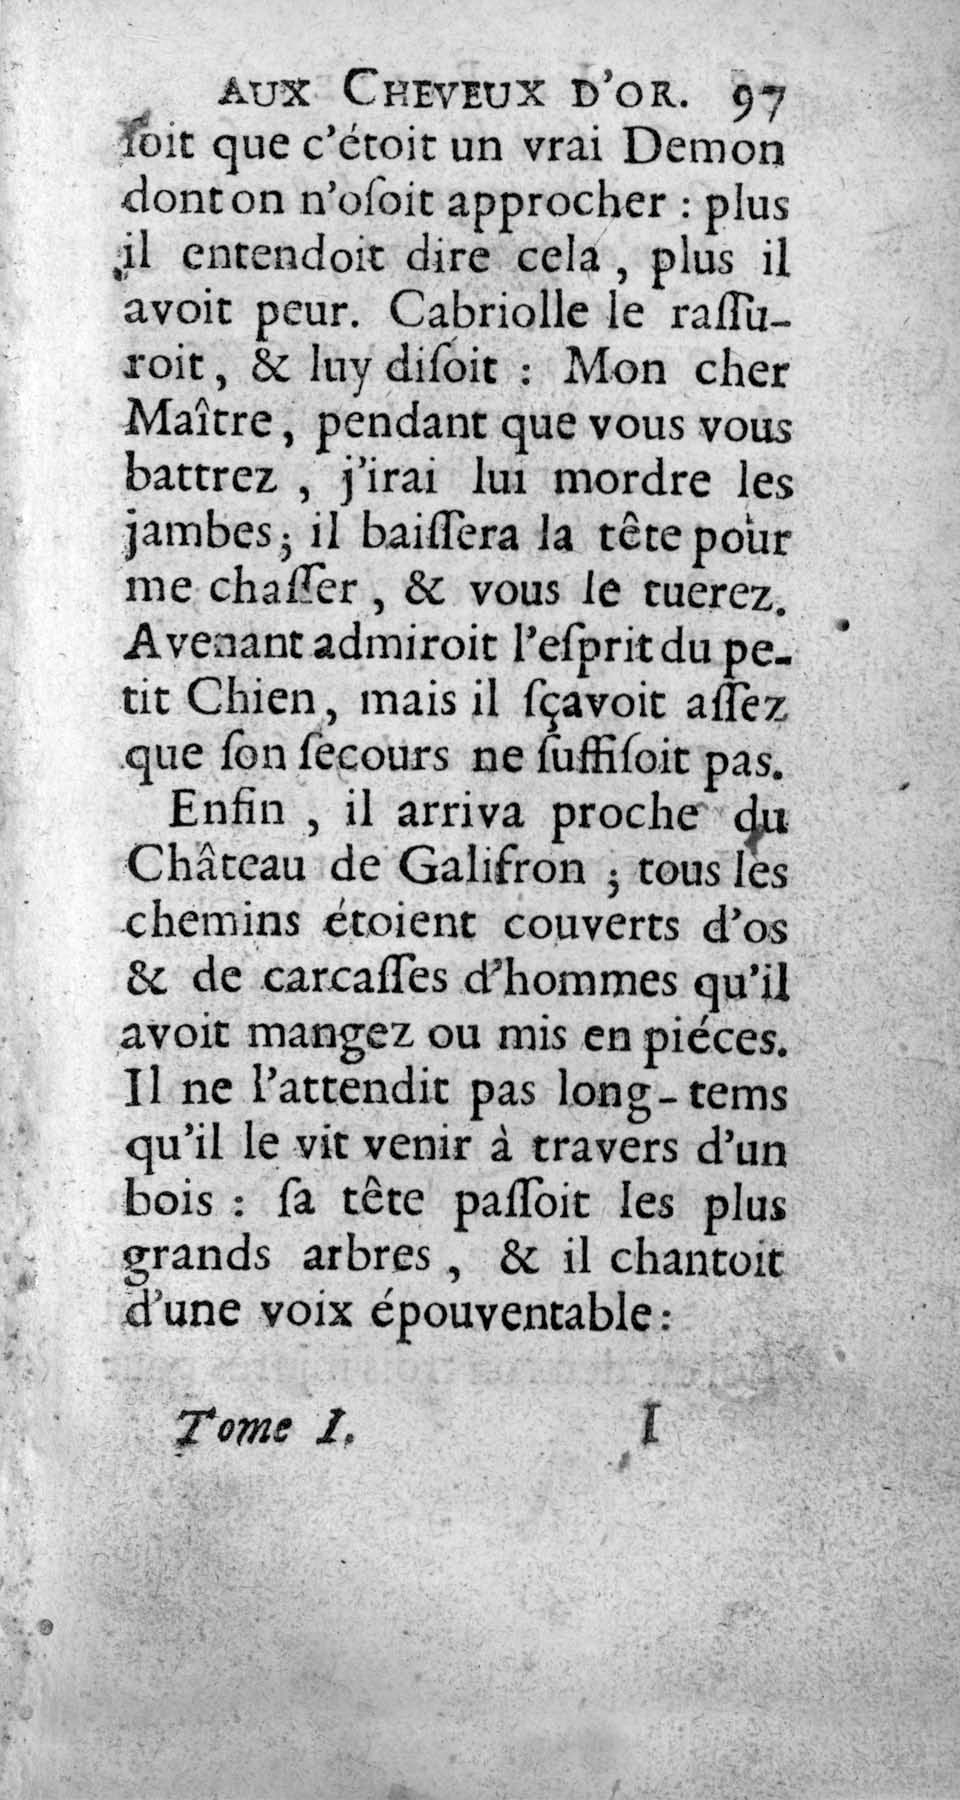 AUX CHEVEUX D'OR. 97
ſoit que c'étoit un vrai Demon
dont on n'oſoit approcher : plus
il entendoit dire cela, plus il
avoit peur. Cabriolle le raſſu-
roit, & luy diſoit : Mon cher
Maître, pendant que vous vous
battrez, j'irai lui mordre les
jambes; il baiſſera la tête pour
me chaſſer, & vous le tuerez.
Avenant admiroit l'eſprit du pe-
tit Chien, mais il ſçavoit aſſez
que ſon ſecours ne ſuffiſoit pas.
Enfin, il arriva proche du
Château de Galifron; tous les
chemins étoient couverts d'os
& de carcaſſes d'hommes qu'il
avoit mangez ou mis en piéces.
Il ne l'attendit pas long-tems
qu'il le vit venir à travers d'un
bois : ſa tête paſſoit les plus
grands arbres, & il chantoit
d'une voix épouventable:
Tome I. I